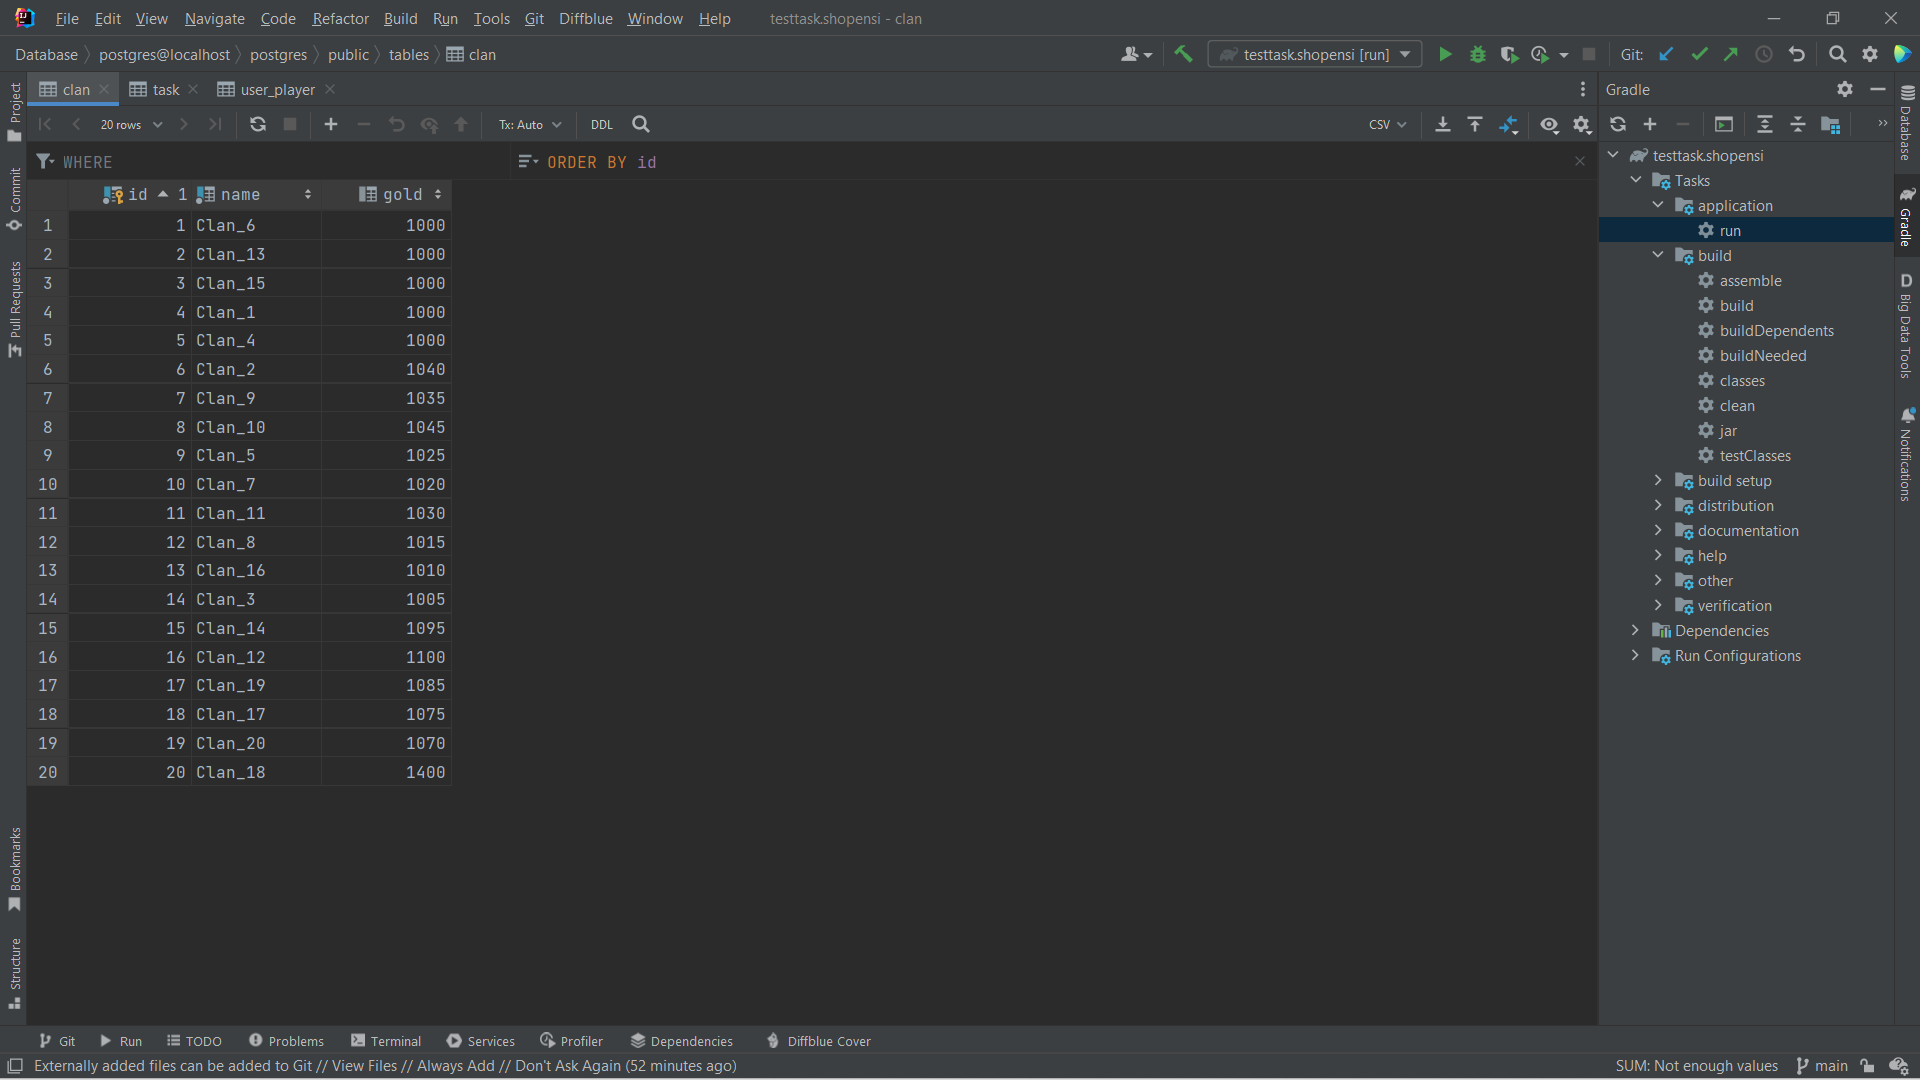 File Edit View Navigate Code Refactor Build Run Tools Git Diffblue Window Help testtask.shopensi - clan
Database postgres@localhost postgres public tables clan testtask.shopensi [run] Git:
clan task user_player Gradle
20 rows Tx: Auto DDL CSV
WHERE ORDER BY id
id 1 name gold
1 1 Clan_6 1000
2 2 Clan_13 1000
3 3 Clan_15 1000
4 4 Clan_1 1000
5 5 Clan_4 1000
6 6 Clan_2 1040
7 7 Clan_9 1035
8 8 Clan_10 1045
9 9 Clan_5 1025
10 10 Clan_7 1020
11 11 Clan_11 1030
12 12 Clan_8 1015
13 13 Clan_16 1010
14 14 Clan_3 1005
15 15 Clan_14 1095
16 16 Clan_12 1100
17 17 Clan_19 1085
18 18 Clan_17 1075
19 19 Clan_20 1070
20 20 Clan_18 1400
testtask.shopensi
Tasks
application
run
build
assemble
build
buildDependents
buildNeeded
classes
clean
jar
testClasses
build setup
distribution
documentation
help
other
verification
Dependencies
Run Configurations
Project
Commit
Pull Requests
Bookmarks
Structure
Database
Gradle
D Big Data Tools
Notifications
Git Run TODO Problems Terminal Services Profiler Dependencies Diffblue Cover
Externally added files can be added to Git // View Files // Always Add // Don't Ask Again (52 minutes ago) SUM: Not enough values main